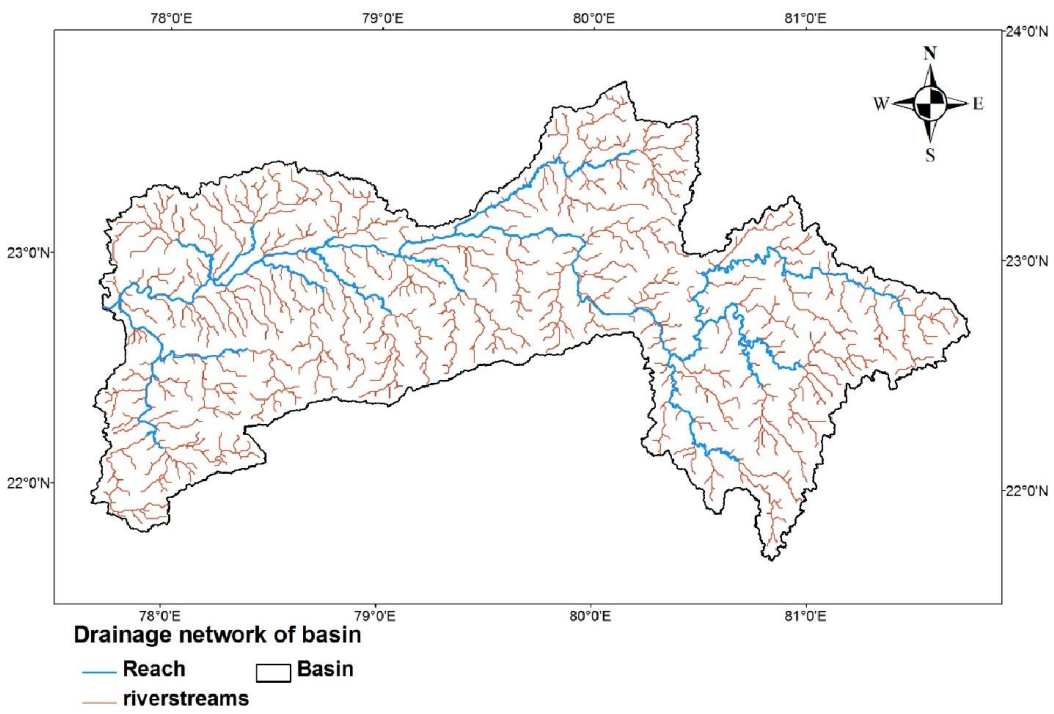 78°0'E 79°0'E 80°0'E 81°0'E
24°0'N
N
W E
S
23°0'N 23°0'N
22°0'N 22°0'N
78°0'E 79°0'E 80°0'E 81°0'E
Drainage network of basin
Reach Basin
riverstreams